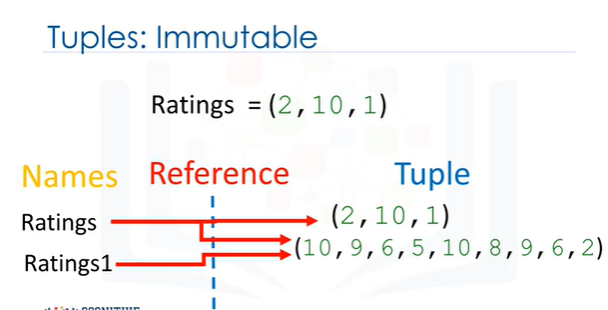 Tuples: Immutable
Ratings = (2,10,1)
Names Reference Tuple
Ratings (2,10,1)
(10,9,6,5,10,8,9,6,2)
Ratings1